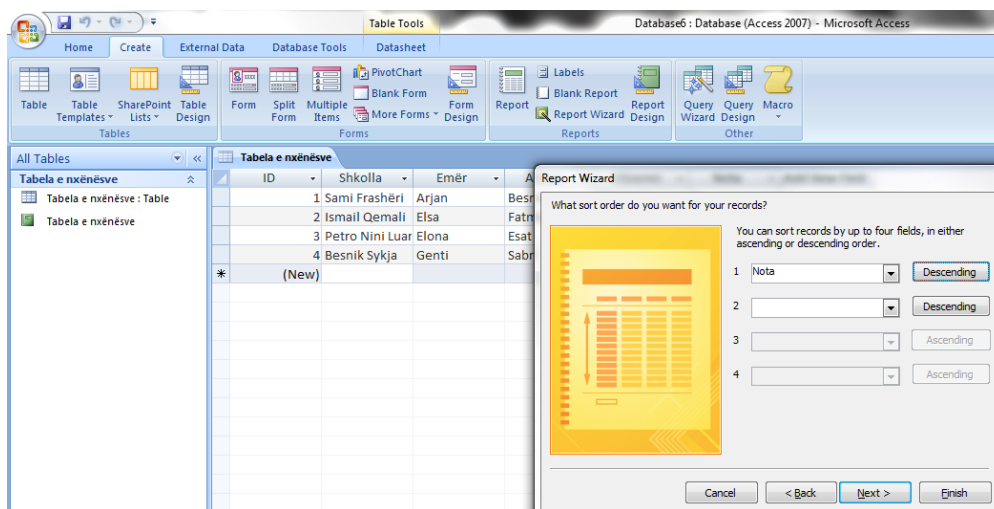 Table Tools
Database6 : Database (Access 2007) - Microsoft Access
Home Create External Data Database Tools Datasheet
Table
Table Templates
SharePoint Lists
Table Design
Tables
Form
Split Form
Multiple Items
PivotChart
Blank Form
More Forms
Form Design
Forms
Report
Labels
Blank Report
Report Wizard
Report Design
Reports
Query Wizard
Query Design
Macro
Other
All Tables
Tabela e nxënësve
Tabela e nxënësve : Table
Tabela e nxënësve
Tabela e nxënësve
ID Shkolla Emër A
1 Sami Frashëri Arjan Besn
2 Ismail Qemali Elsa Fatm
3 Petro Nini Luar Elona Esat
4 Besnik Sykja Genti Sabr
* (New)
Report Wizard
What sort order do you want for your records?
You can sort records by up to four fields, in either
ascending or descending order.
1 Nota Descending
2 Descending
3 Ascending
4 Ascending
Cancel < Back Next > Finish